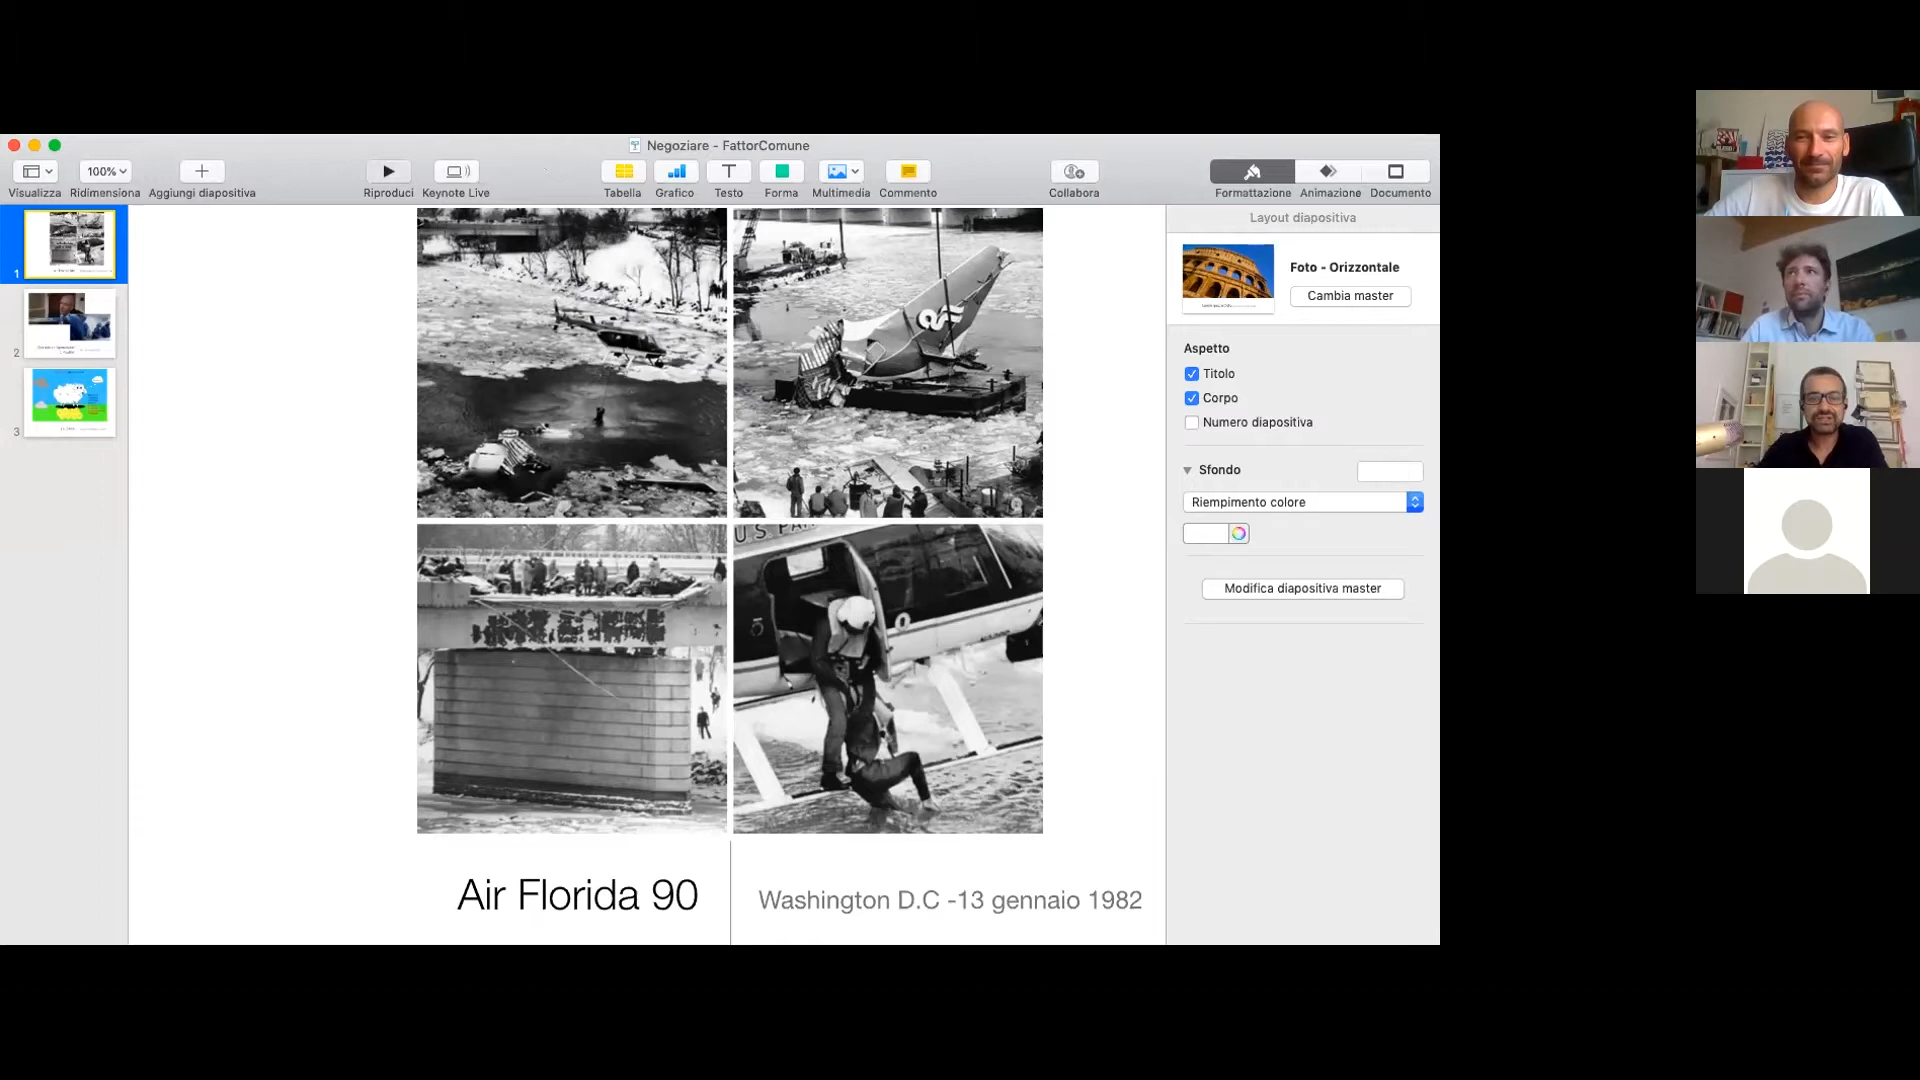 Negoziare - FattorComune
100%
Visualizza
Ridimensiona
Aggiungi diapositiva
Riproduci
Keynote Live
Tabella
Grafico
Testo
Forma
Multimedia
Commento
Collabora
Formattazione
Animazione
Documento
1
2
3
Layout diapositiva
Foto - Orizzontale
Cambia master
Aspetto
Titolo
Corpo
Numero diapositiva
Sfondo
Riempimento colore
Modifica diapositiva master
Air Florida 90
Washington D.C -13 gennaio 1982